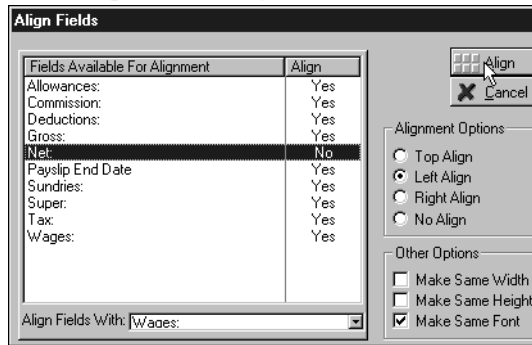 Align Fields
Fields Available For Alignment Align
Allowances: Yes
Commission: Yes
Deductions: Yes
Gross: Yes
Net: No
Payslip End Date Yes
Sundries: Yes
Super: Yes
Tax: Yes
Wages: Yes
Align Fields With: Wages:
Align
Cancel
Alignment Options
Top Align
Left Align
Right Align
No Align
Other Options
Make Same Width
Make Same Height
Make Same Font